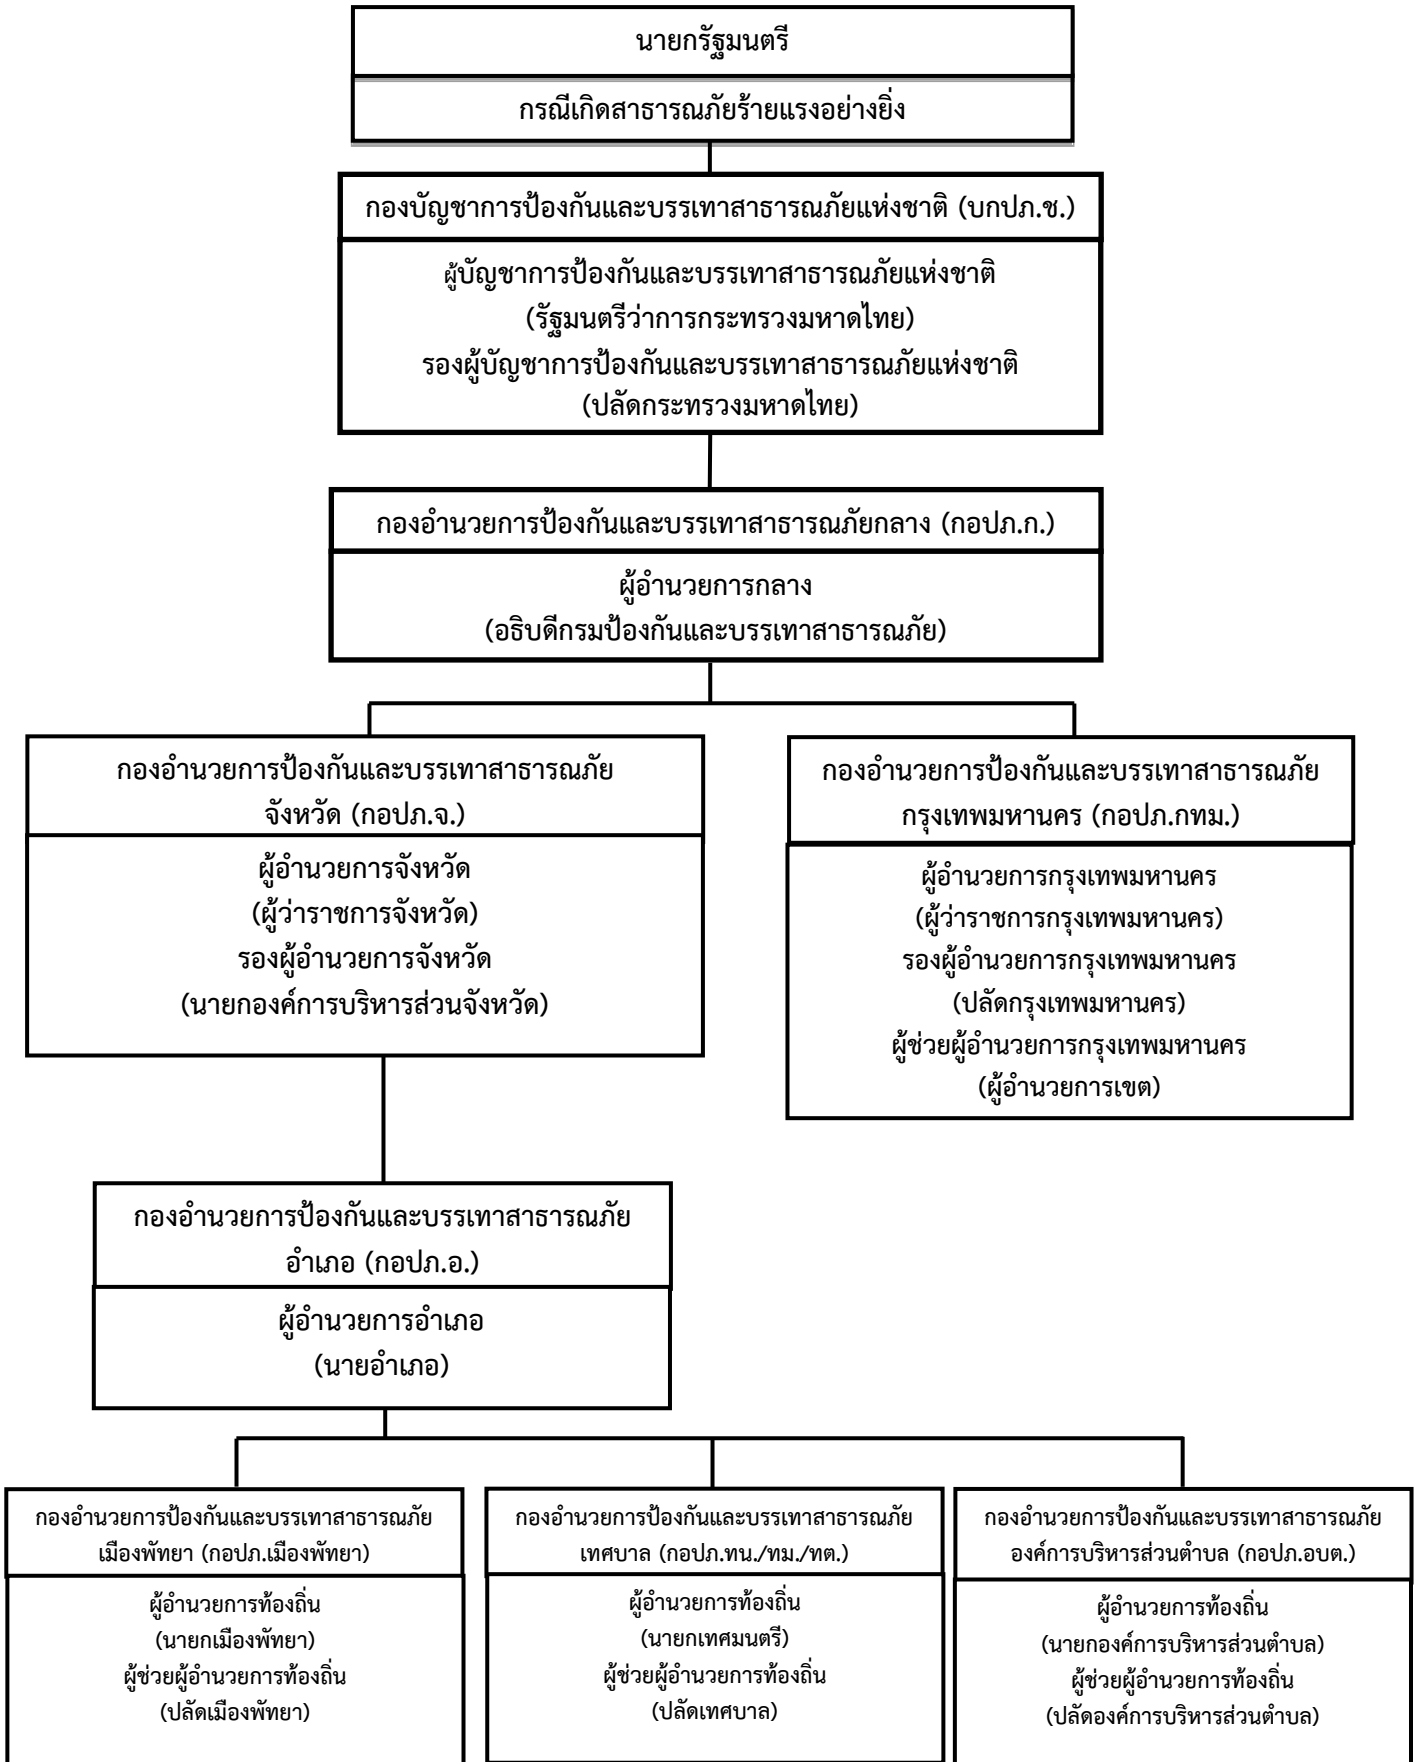 นายกรัฐมนตรี
กรณีเกิดสาธารณภัยร้ายแรงอย่างยิ่ง
กองบัญชาการป้องกันและบรรเทาสาธารณภัยแห่งชาติ (บกปภ.ช.)
ผู้บัญชาการป้องกันและบรรเทาสาธารณภัยแห่งชาติ
(รัฐมนตรีว่าการกระทรวงมหาดไทย)
รองผู้บัญชาการป้องกันและบรรเทาสาธารณภัยแห่งชาติ
(ปลัดกระทรวงมหาดไทย)
กองอำนวยการป้องกันและบรรเทาสาธารณภัยกลาง (กอปภ.ก.)
ผู้อำนวยการกลาง
(อธิบดีกรมป้องกันและบรรเทาสาธารณภัย)
กองอำนวยการป้องกันและบรรเทาสาธารณภัย
จังหวัด (กอปภ.จ.)
ผู้อำนวยการจังหวัด
(ผู้ว่าราชการจังหวัด)
รองผู้อำนวยการจังหวัด
(นายกองค์การบริหารส่วนจังหวัด)
กองอำนวยการป้องกันและบรรเทาสาธารณภัย
กรุงเทพมหานคร (กอปภ.กทม.)
ผู้อำนวยการกรุงเทพมหานคร
(ผู้ว่าราชการกรุงเทพมหานคร)
รองผู้อำนวยการกรุงเทพมหานคร
(ปลัดกรุงเทพมหานคร)
ผู้ช่วยผู้อำนวยการกรุงเทพมหานคร
(ผู้อำนวยการเขต)
กองอำนวยการป้องกันและบรรเทาสาธารณภัย
อำเภอ (กอปภ.อ.)
ผู้อำนวยการอำเภอ
(นายอำเภอ)
กองอำนวยการป้องกันและบรรเทาสาธารณภัย
เมืองพัทยา (กอปภ.เมืองพัทยา)
ผู้อำนวยการท้องถิ่น
(นายกเมืองพัทยา)
ผู้ช่วยผู้อำนวยการท้องถิ่น
(ปลัดเมืองพัทยา)
กองอำนวยการป้องกันและบรรเทาสาธารณภัย
เทศบาล (กอปภ.ทน./ทม./ทต.)
ผู้อำนวยการท้องถิ่น
(นายกเทศมนตรี)
ผู้ช่วยผู้อำนวยการท้องถิ่น
(ปลัดเทศบาล)
กองอำนวยการป้องกันและบรรเทาสาธารณภัย
องค์การบริหารส่วนตำบล (กอปภ.อบต.)
ผู้อำนวยการท้องถิ่น
(นายกองค์การบริหารส่วนตำบล)
ผู้ช่วยผู้อำนวยการท้องถิ่น
(ปลัดองค์การบริหารส่วนตำบล)